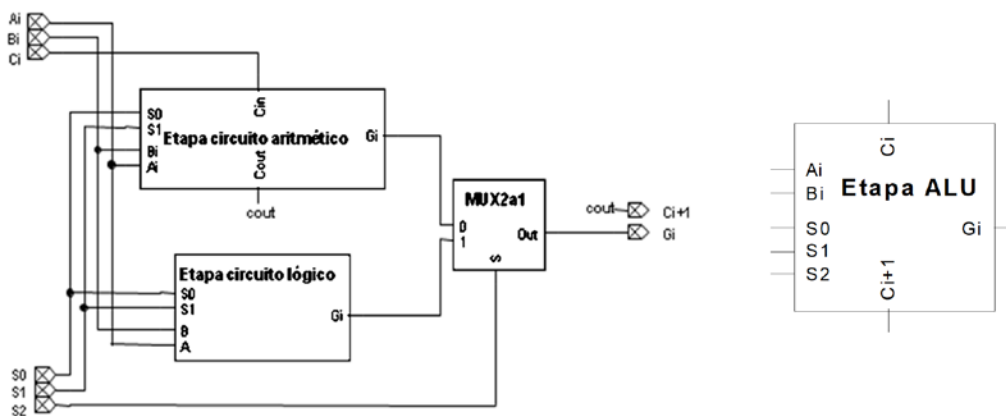 Ai
Bi
Ci
S0
S1
Bi
Ai
Cin
Etapa circuito aritmético
Cout
Gi
cout
Etapa circuito lógico
S0
S1
B
A
Gi
MUX2a1
0
1
Out
S
cout
Ci+1
Gi
S0
S1
S2
Ci
Ai
Bi
Etapa ALU
S0
S1
S2
Gi
Ci+1